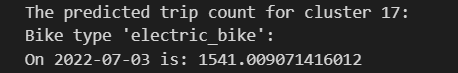 The predicted trip count for cluster 17:
Bike type 'electric_bike':
On 2022-07-03 is: 1541.009071416012